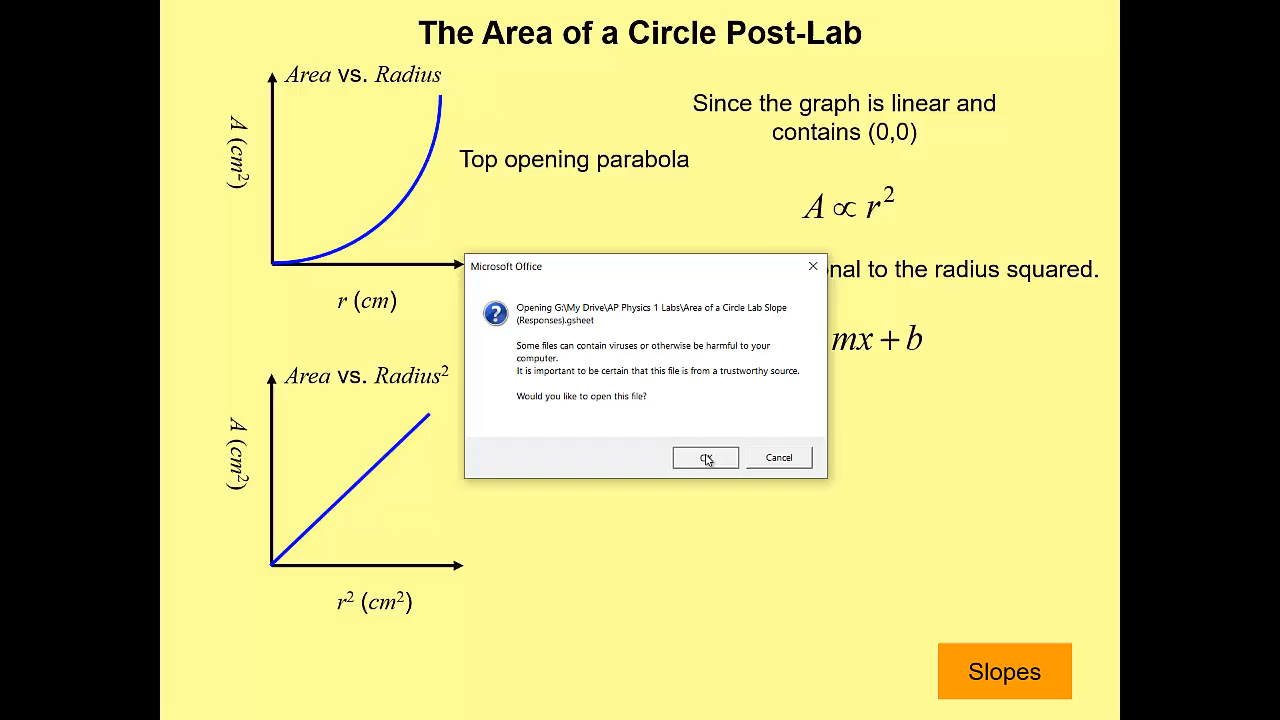 The Area of a Circle Post-Lab
Area vs. Radius
A (cm²)
r (cm)
Top opening parabola
Since the graph is linear and
contains (0,0)
A ∝ r²
to the radius squared.
mx + b
Microsoft Office
Opening G:\My Drive\AP Physics 1 Labs\Area of a Circle Lab Slope
(Responses).gsheet
Some files can contain viruses or otherwise be harmful to your
computer.
It is important to be certain that this file is from a trustworthy source.
Would you like to open this file?
OK
Cancel
Area vs. Radius²
A (cm²)
r² (cm²)
Slopes